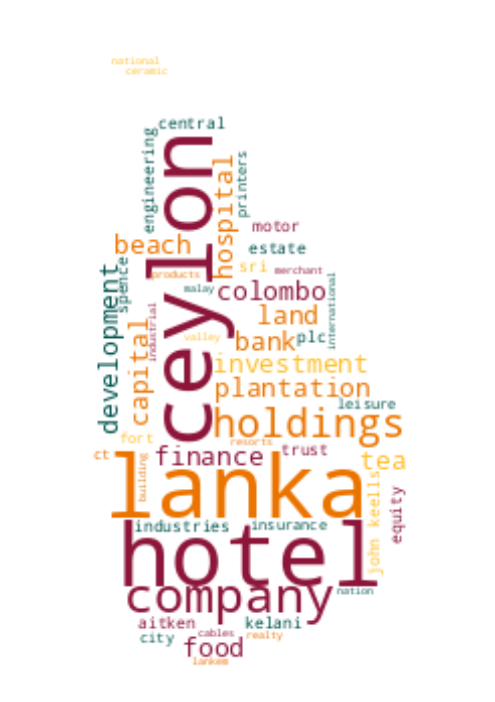 national
ceramic
central
engineering
ceylon
hospital
printers
motor
beach
estate
spence
products
sri
merchant
development
malay
colombo
international
industrial
land
capital
valley
bank
plc
investment
plantation
leisure
holdings
fort
resorts
ct
building
finance
trust
tea
lanka
john keells
equity
industries
insurance
hotel
company
nation
aitken
kelani
city
cables
realty
food
lankem